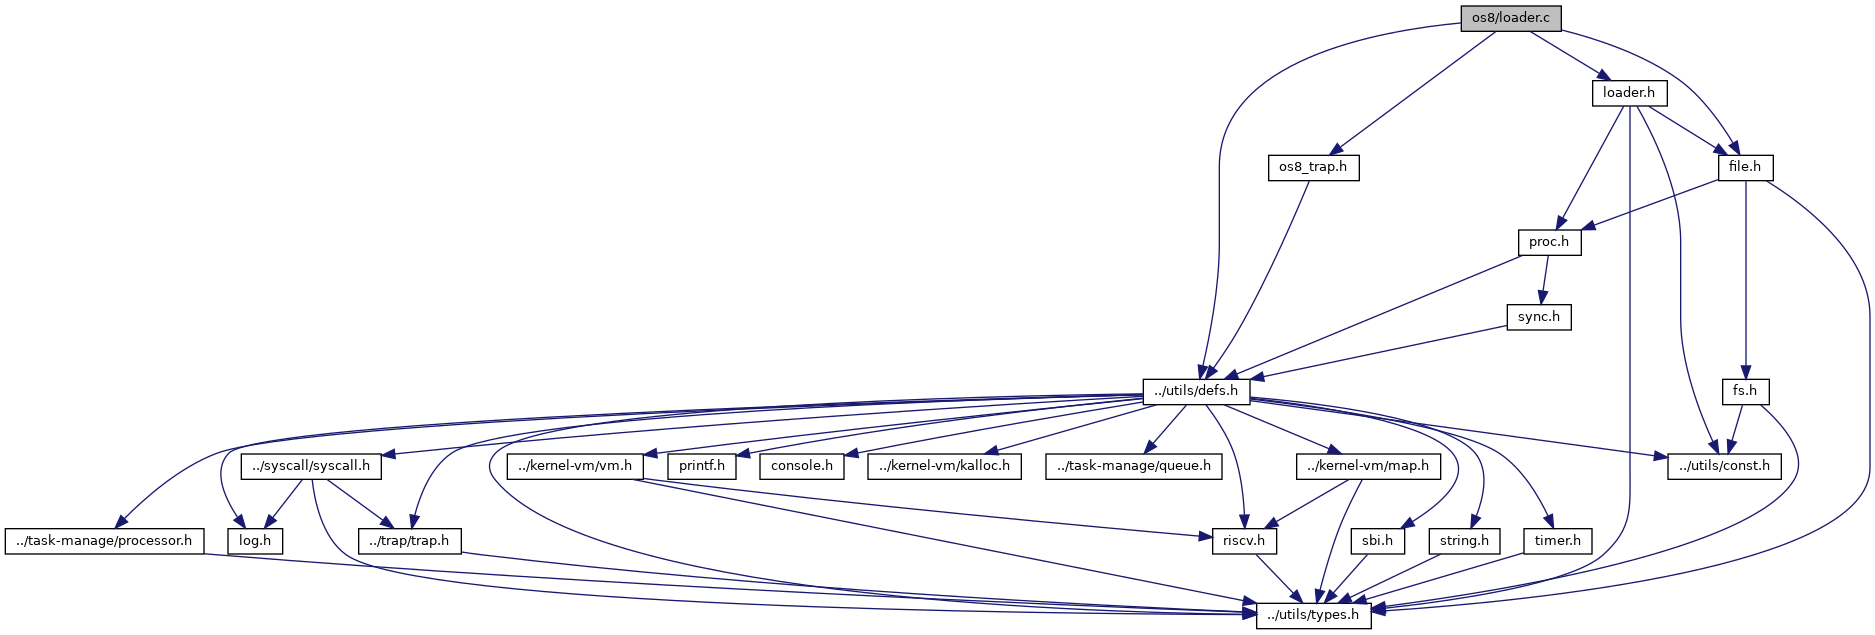 os8/loader.c
loader.h
os8_trap.h
file.h
proc.h
sync.h
../utils/defs.h
fs.h
../syscall/syscall.h
../kernel-vm/vm.h
printf.h
console.h
../kernel-vm/kalloc.h
../task-manage/queue.h
../kernel-vm/map.h
../utils/const.h
../task-manage/processor.h
log.h
../trap/trap.h
riscv.h
sbi.h
string.h
timer.h
../utils/types.h